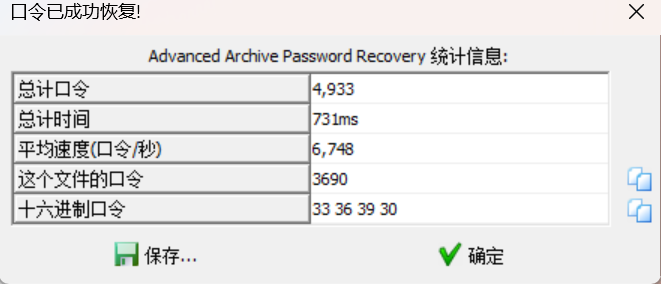 口令已成功恢复!
Advanced Archive Password Recovery 统计信息:
总计口令 4,933
总计时间 731ms
平均速度(口令/秒) 6,748
这个文件的口令 3690
十六进制口令 33 36 39 30
保存... 确定